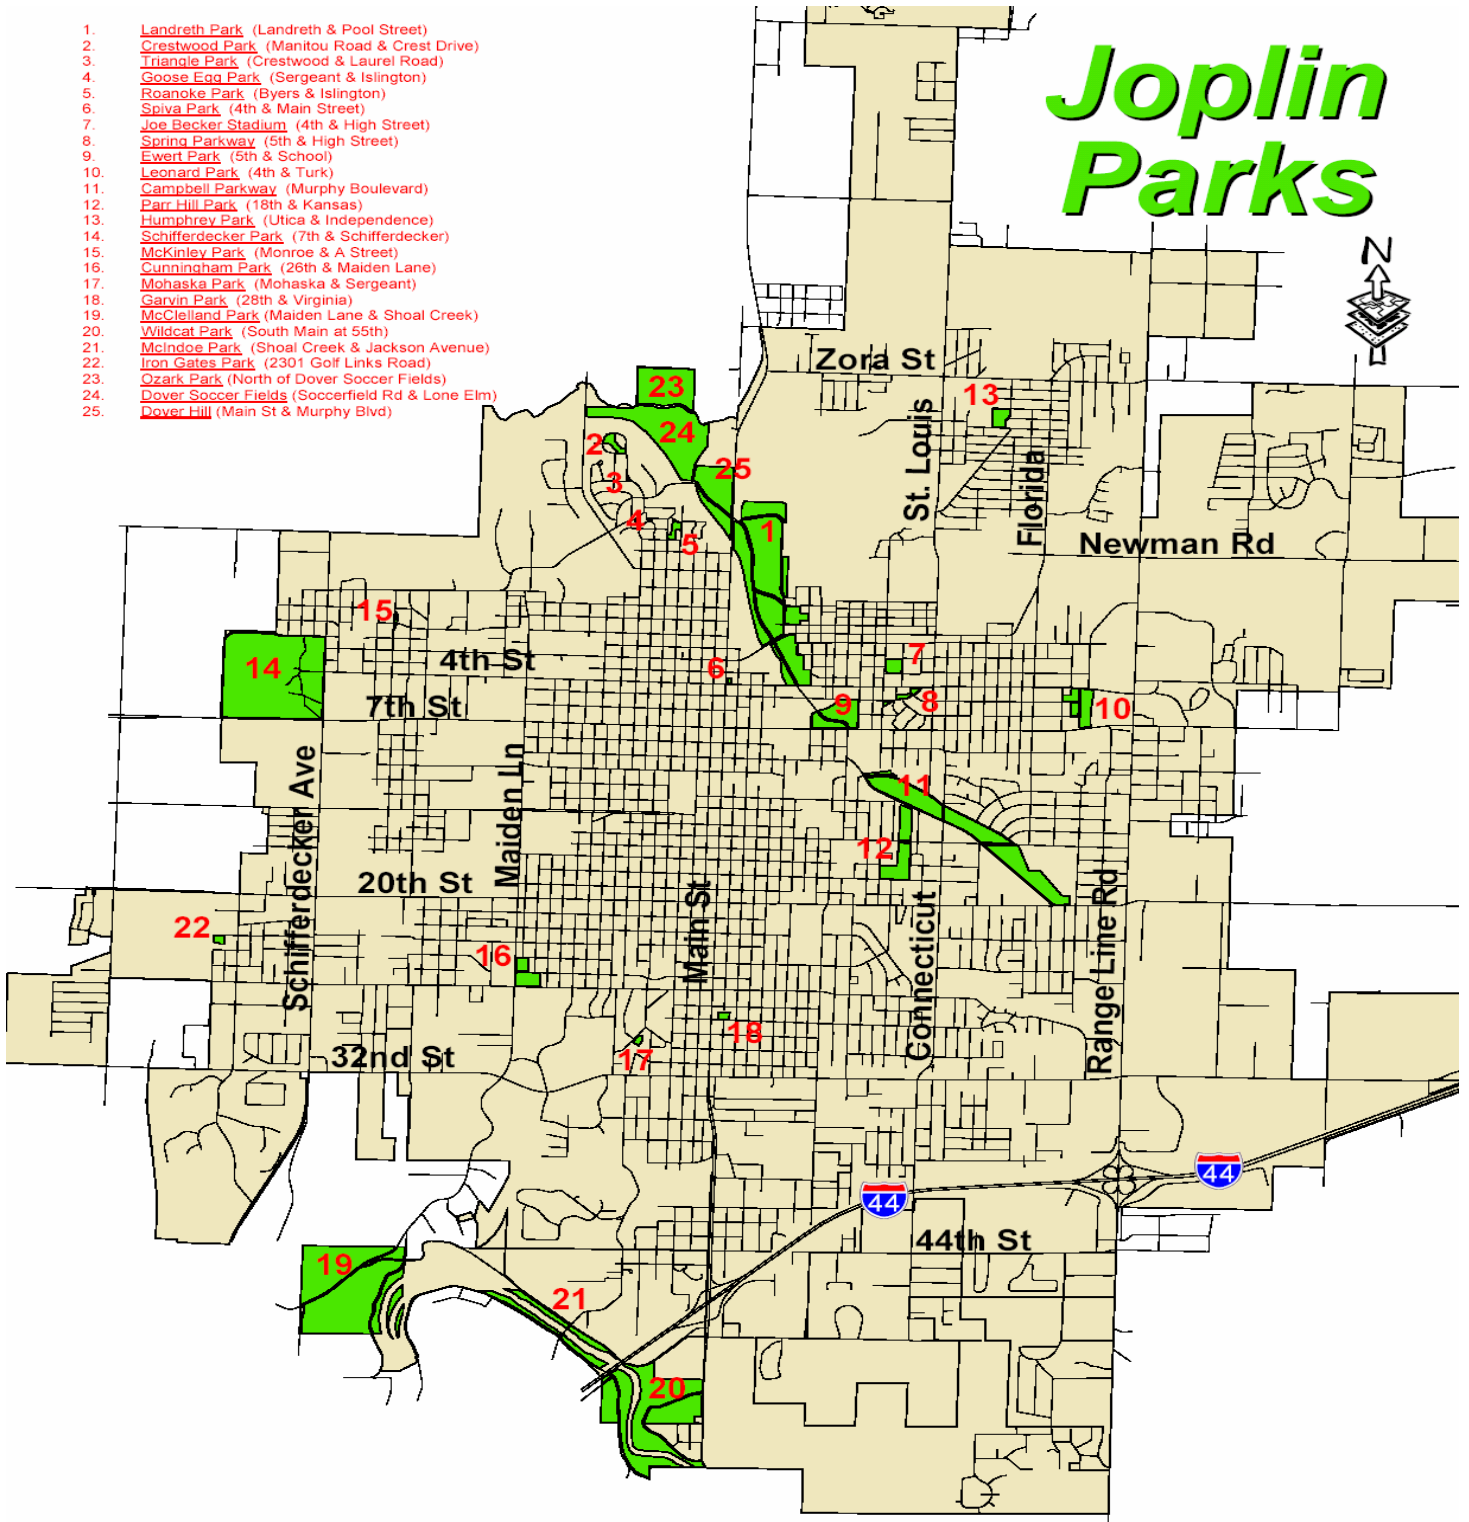 1. Landreth Park (Landreth & Pool Street)
2. Crestwood Park (Manitou Road & Crest Drive)
3. Triangle Park (Crestwood & Laurel Road)
4. Goose Egg Park (Sergeant & Islington)
5. Roanoke Park (Byers & Islington)
6. Spiva Park (4th & Main Street)
7. Joe Becker Stadium (4th & High Street)
8. Spring Parkway (5th & High Street)
9. Ewert Park (5th & School)
10. Leonard Park (4th & Turk)
11. Campbell Parkway (Murphy Boulevard)
12. Parr Hill Park (18th & Kansas)
13. Humphrey Park (Utica & Independence)
14. Schifferdecker Park (7th & Schifferdecker)
15. McKinley Park (Monroe & A Street)
16. Cunningham Park (26th & Maiden Lane)
17. Mohaska Park (Mohaska & Sergeant)
18. Garvin Park (28th & Virginia)
19. McClelland Park (Maiden Lane & Shoal Creek)
20. Wildcat Park (South Main at 55th)
21. McIndoe Park (Shoal Creek & Jackson Avenue)
22. Iron Gates Park (2301 Golf Links Road)
23. Ozark Park (North of Dover Soccer Fields)
24. Dover Soccer Fields (Soccerfield Rd & Lone Elm)
25. Dover Hill (Main St & Murphy Blvd)
Joplin
Parks
N
Zora St
23
13
24
2
25
3
St. Louis
Florida
4
1
5
Newman Rd
15
14
4th St
6
7
7th St
9
8
10
Schifferdecker Ave
Maiden Ln
11
12
20th St
Main St
Connecticut
Range Line Rd
22
16
18
32nd St
17
44
44
44th St
19
21
20